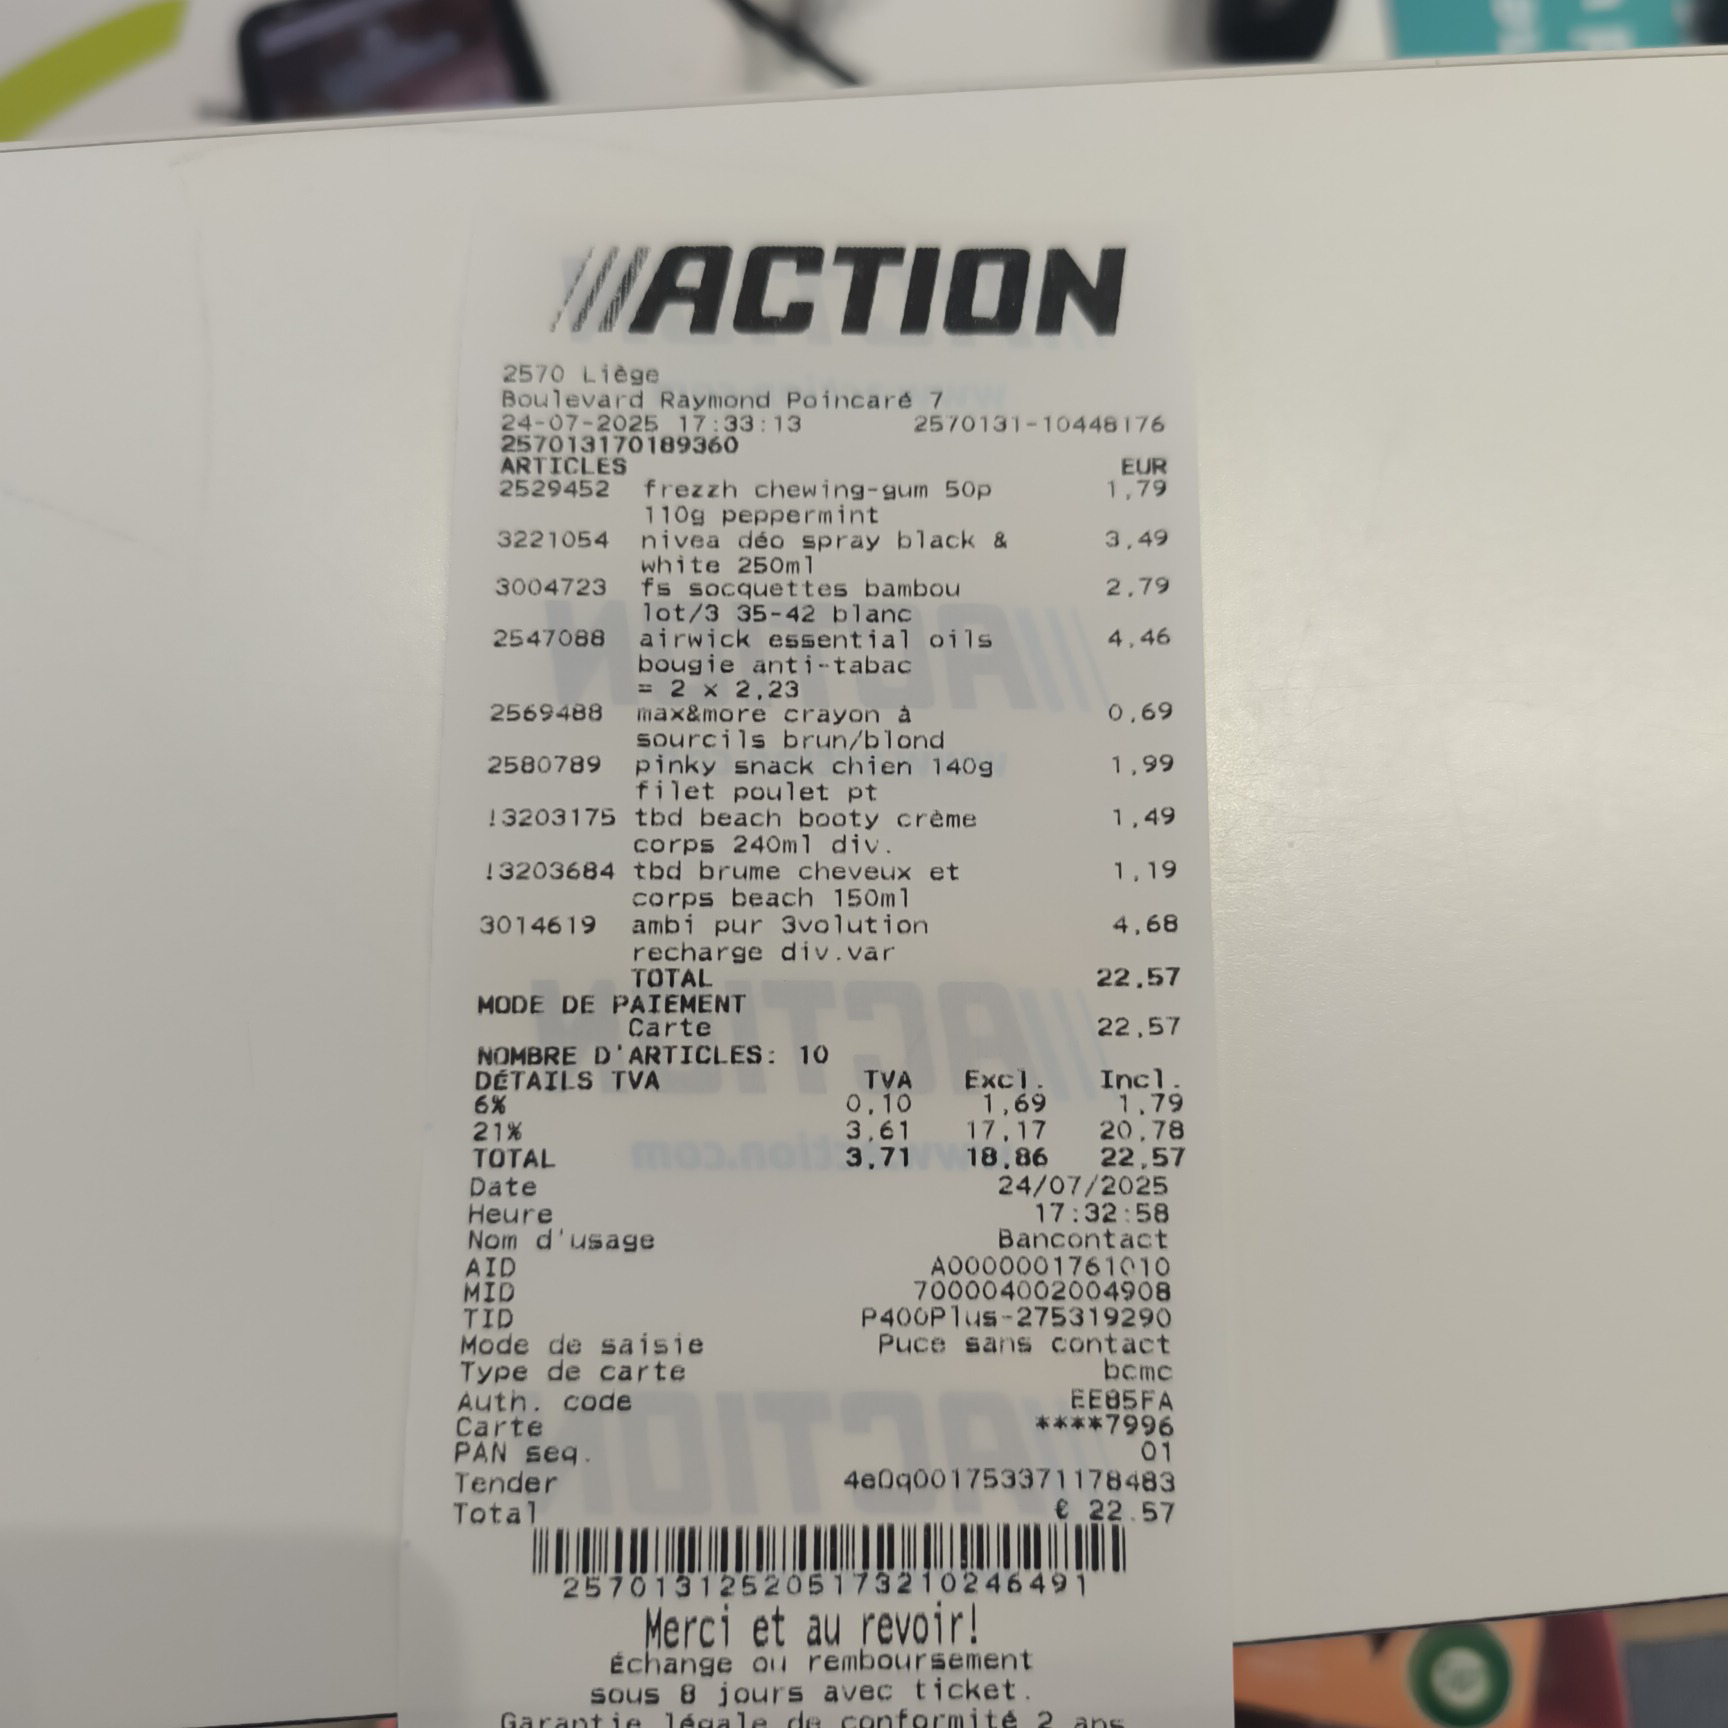 ACTION
2570 Liège
Boulevard Raymond Poincaré 7
24-07-2025 17:33:13 2570131-10448176
257013170189360
ARTICLES EUR
2529452 frezzh chewing-gum 50p 1,79
110g peppermint
3221054 nivea déo spray black & 3,49
white 250ml
3004723 fs socquettes bambou 2,79
lot/3 35-42 blanc
2547088 airwick essential oils 4,46
bougie anti-tabac
= 2 x 2,23
2569488 max&more crayon à 0,69
sourcils brun/blond
2580789 pinky snack chien 140g 1,99
filet poulet pt
!3203175 tbd beach booty crème 1,49
corps 240ml div.
!3203684 tbd brume cheveux et 1,19
corps beach 150ml
3014619 ambi pur 3volution 4,68
recharge div.var
TOTAL 22,57
MODE DE PAIEMENT
Carte 22,57
NOMBRE D'ARTICLES: 10
DÉTAILS TVA TVA Excl. Incl.
6% 0,10 1,69 1,79
21% 3,61 17,17 20,78
TOTAL 3,71 18,86 22,57
Date 24/07/2025
Heure 17:32:58
Nom d'usage Bancontact
AID A0000001761010
MID 700004002004908
TID P400Plus-275319290
Mode de saisie Puce sans contact
Type de carte bcmc
Auth. code EE85FA
Carte ****7996
PAN seq. 01
Tender 4e0q001753371178483
Total € 22.57
2570131252051732102464​91
Merci et au revoir!
Échange ou remboursement
sous 8 jours avec ticket.
Garantie légale de conformité 2 ans